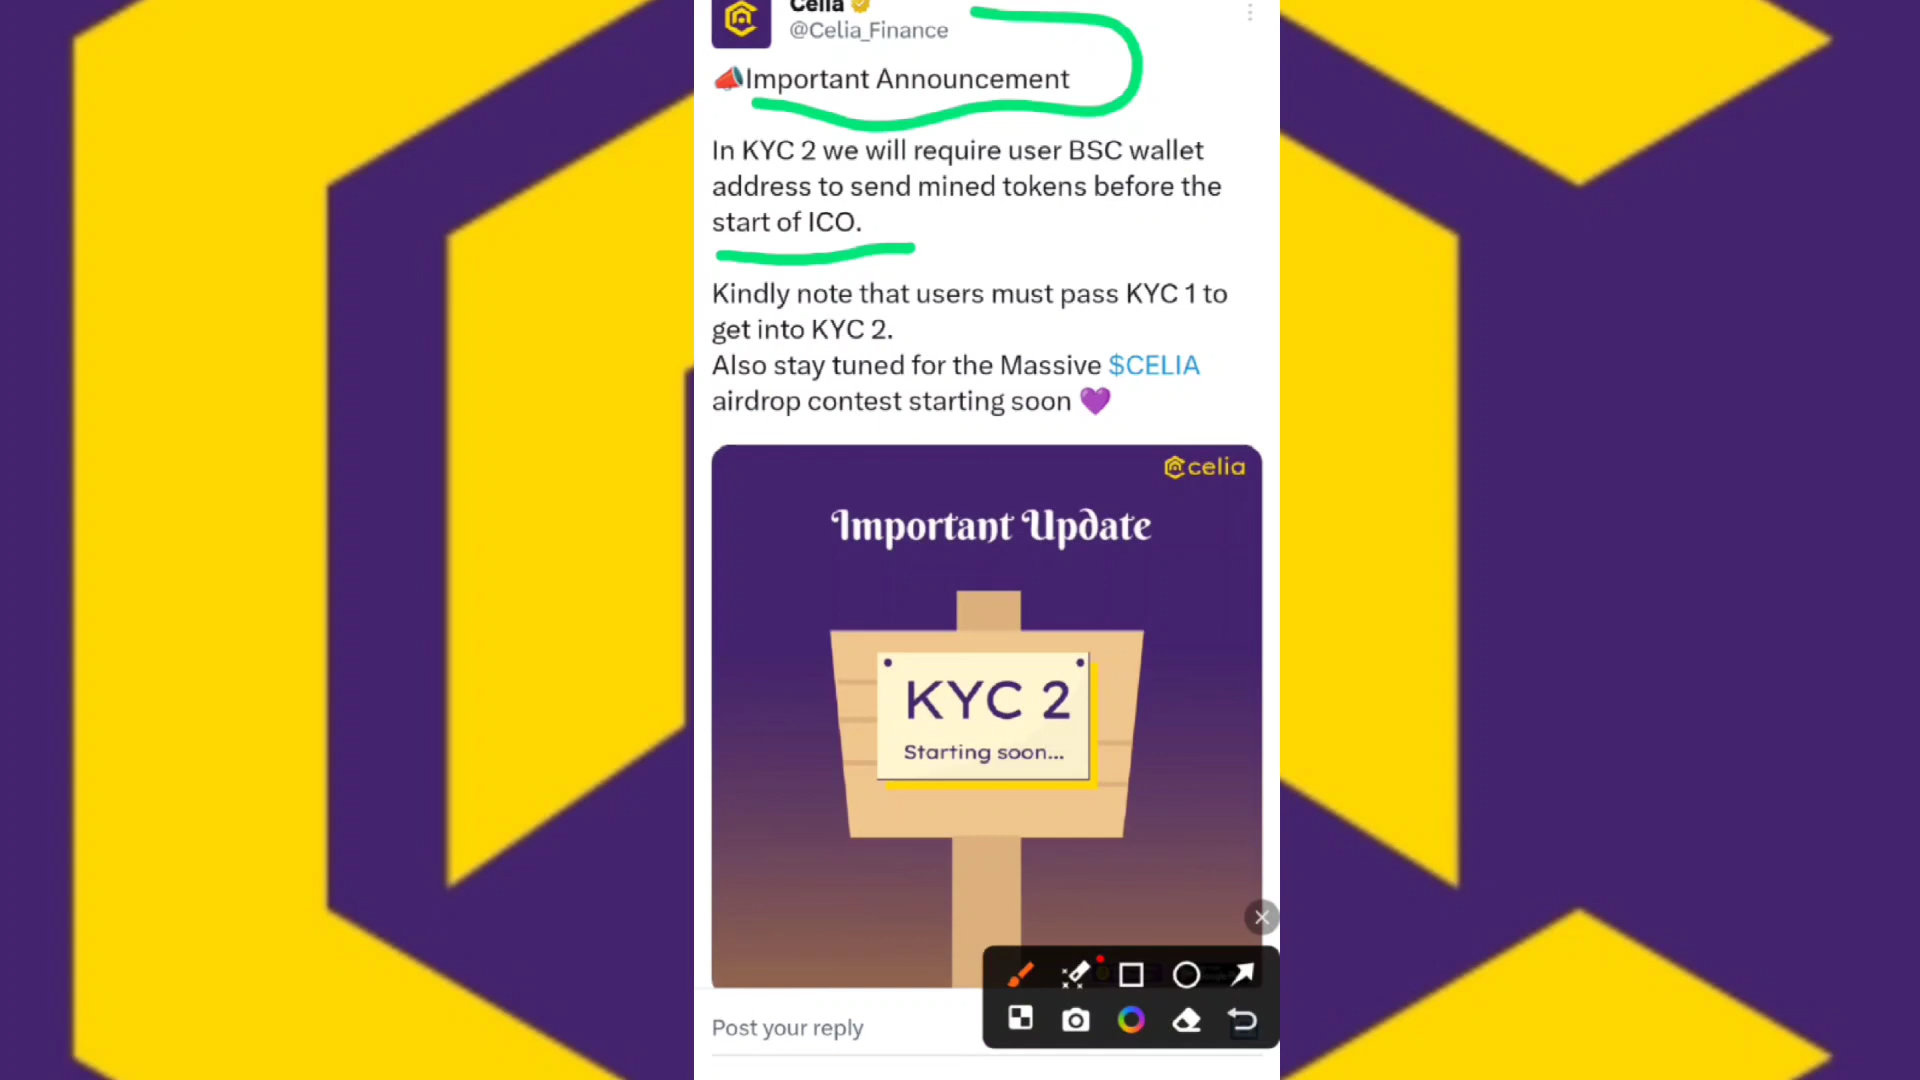 Celia
@Celia_Finance
📣Important Announcement
In KYC 2 we will require user BSC wallet
address to send mined tokens before the
start of ICO.
Kindly note that users must pass KYC 1 to
get into KYC 2.
Also stay tuned for the Massive $CELIA
airdrop contest starting soon 💜
celia
Important Update
KYC 2
Starting soon...
Post your reply